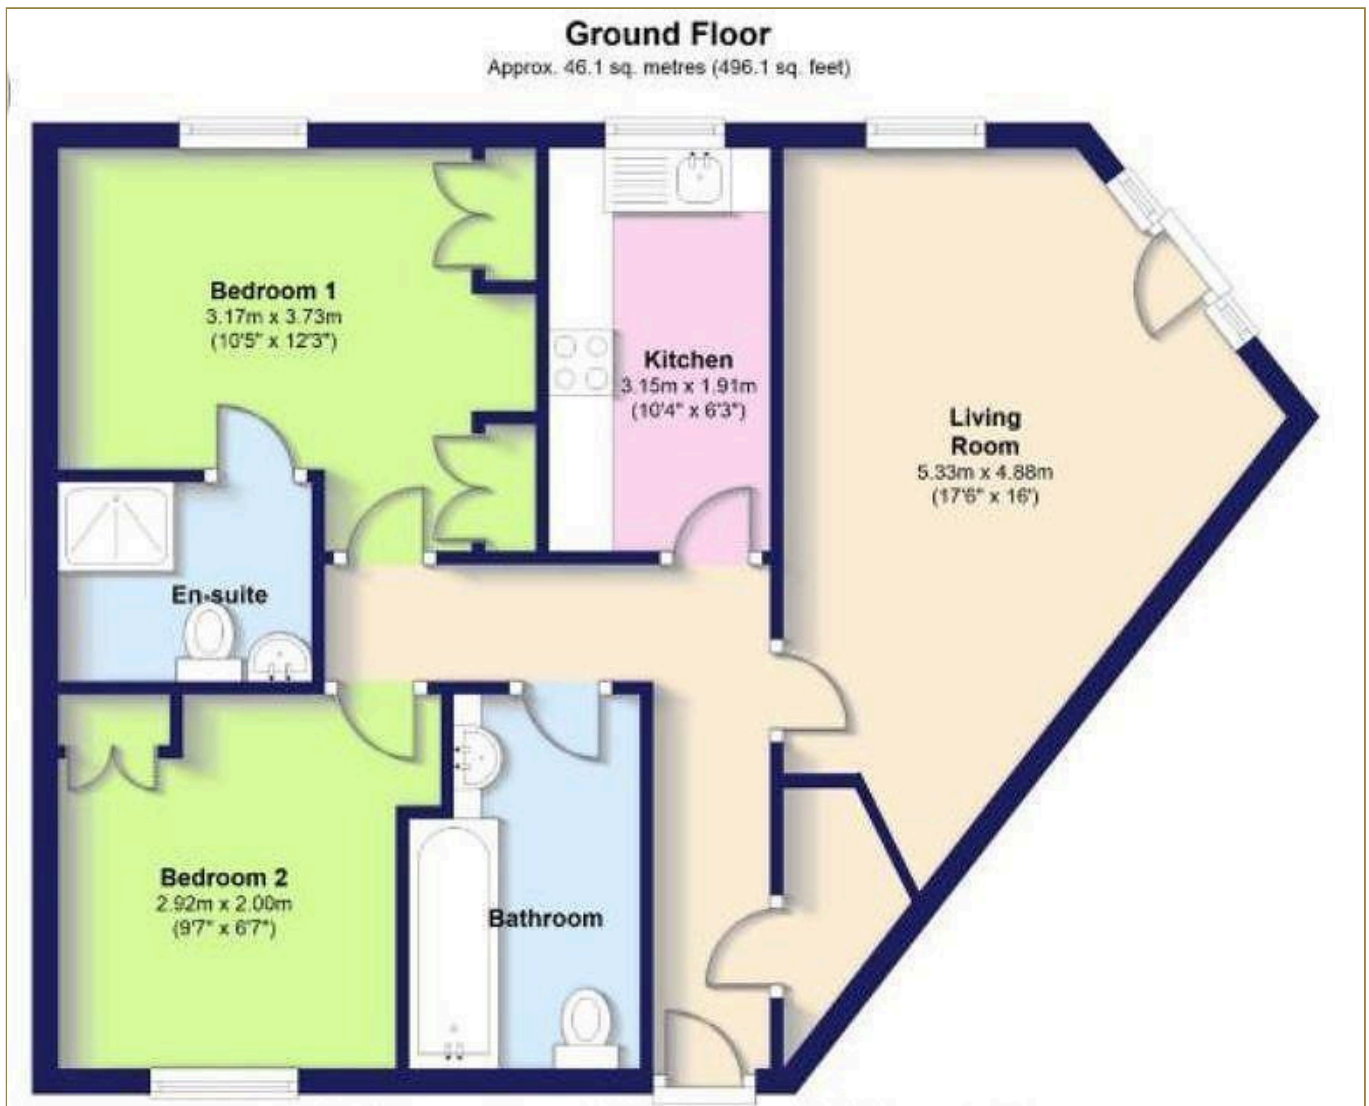 Ground Floor
Approx. 46.1 sq. metres (496.1 sq. feet)
Bedroom 1
3.17m x 3.73m
(10'5" x 12'3")
Kitchen
3.15m x 1.91m
(10'4" x 6'3")
Living
Room
5.33m x 4.88m
(17'6" x 16')
En-suite
Bedroom 2
2.92m x 2.00m
(9'7" x 6'7")
Bathroom